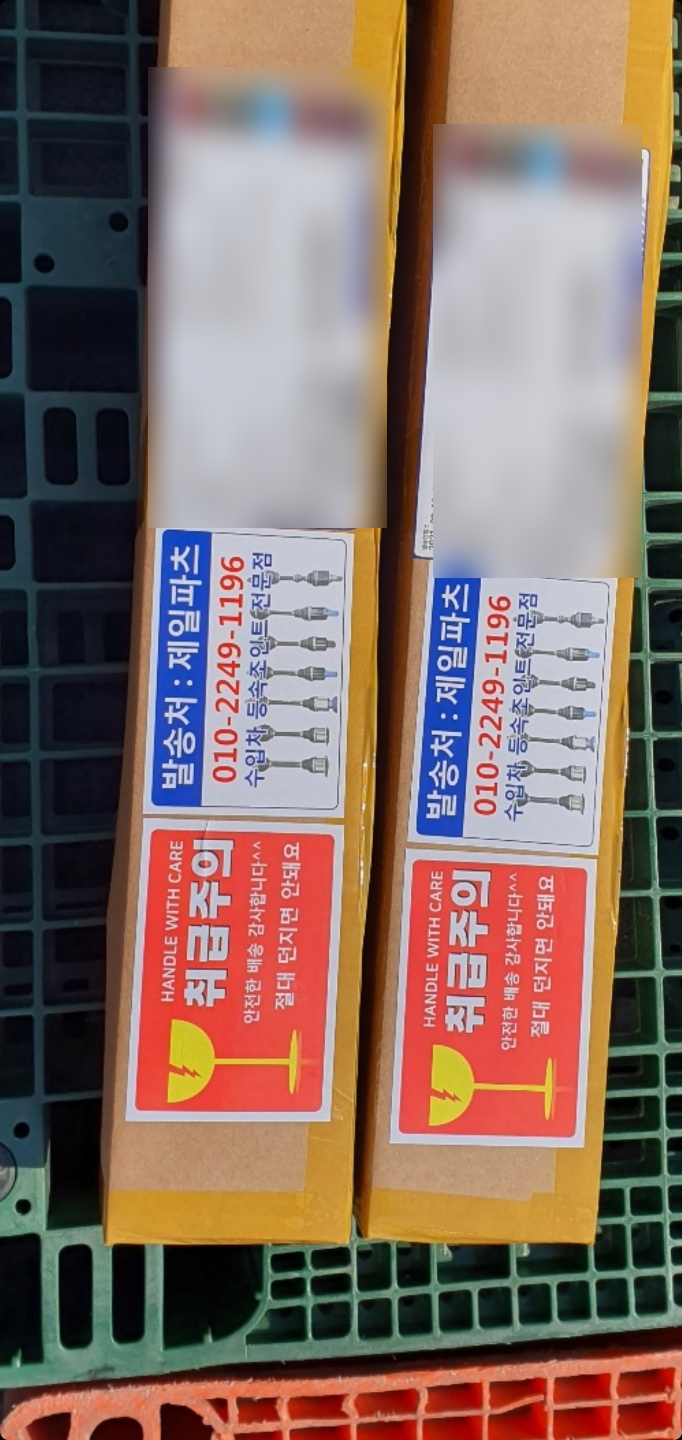 발송처 : 제일파츠
010-2249-1196
수입차 등속조인트전문점
HANDLE WITH CARE
취급주의
안전한 배송 감사합니다^^
절대 던지면 안돼요
발송처 : 제일파츠
010-2249-1196
수입차 등속조인트전문점
HANDLE WITH CARE
취급주의
안전한 배송 감사합니다^^
절대 던지면 안돼요